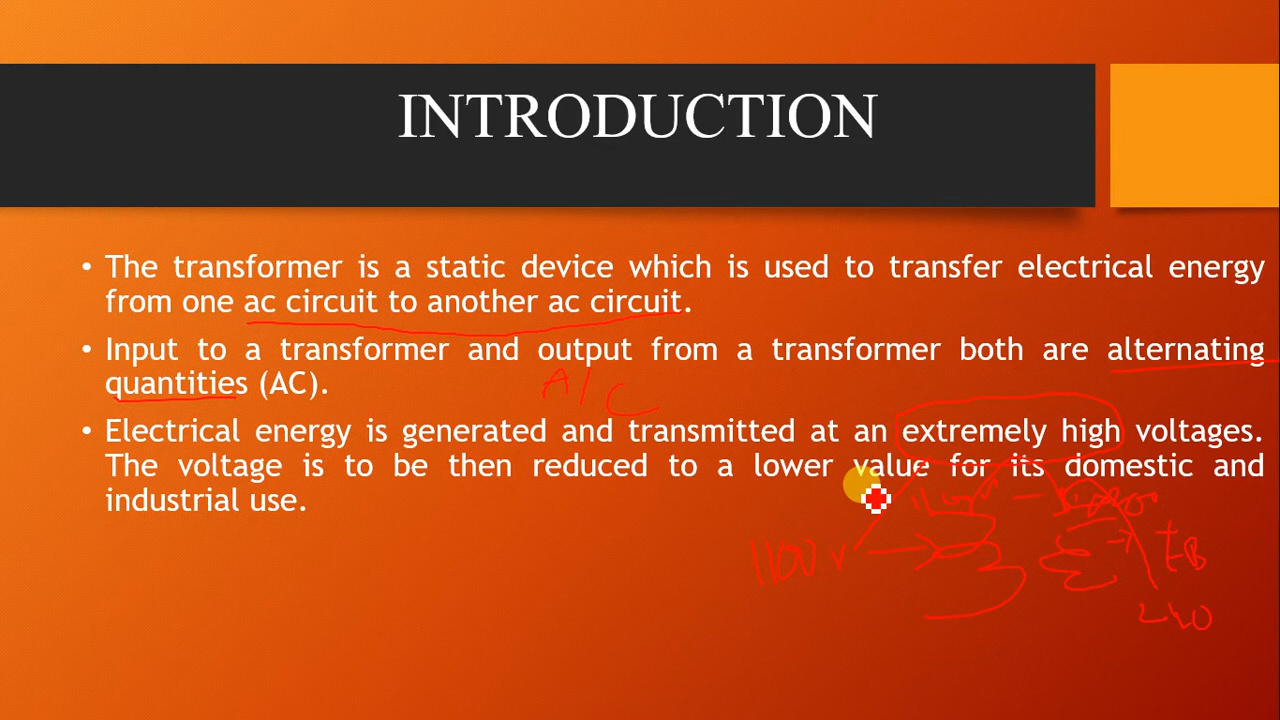 INTRODUCTION
• The transformer is a static device which is used to transfer electrical energy
from one ac circuit to another ac circuit.
• Input to a transformer and output from a transformer both are alternating
quantities (AC).
A/C
• Electrical energy is generated and transmitted at an extremely high voltages.
The voltage is to be then reduced to a lower value for its domestic and
industrial use.
1100 v
240